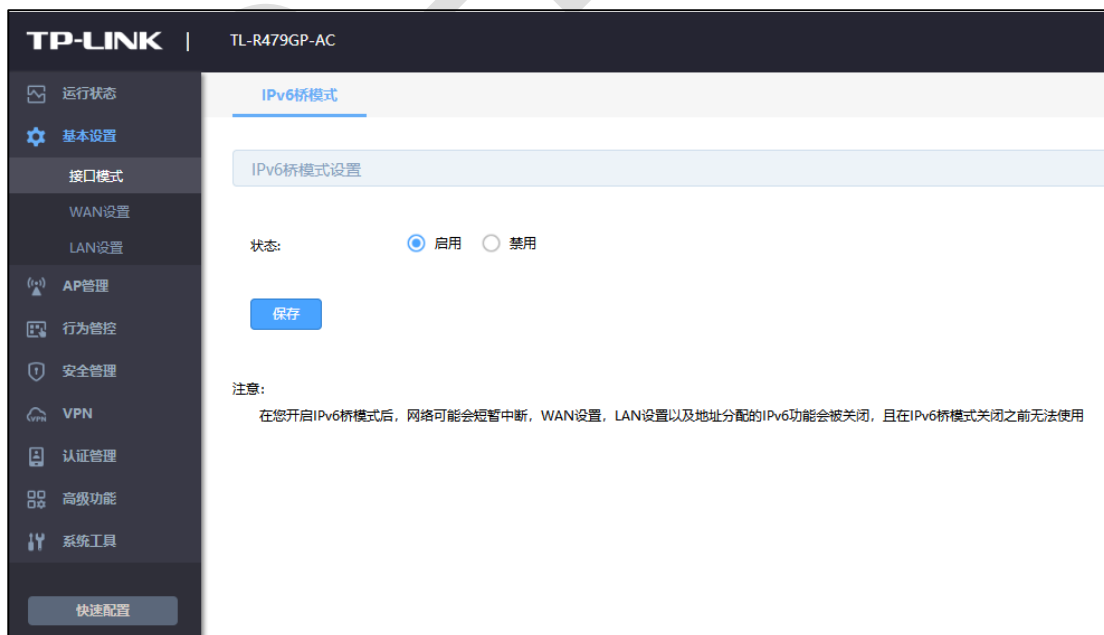 TP-LINK | TL-R479GP-AC
运行状态
基本设置
接口模式
WAN设置
LAN设置
AP管理
行为管控
安全管理
VPN
VPN
认证管理
高级功能
系统工具
快速配置
IPv6桥模式
IPv6桥模式设置
状态: 启用 禁用
保存
注意:
在您开启IPv6桥模式后，网络可能会短暂中断，WAN设置，LAN设置以及地址分配的IPv6功能会被关闭，且在IPv6桥模式关闭之前无法使用